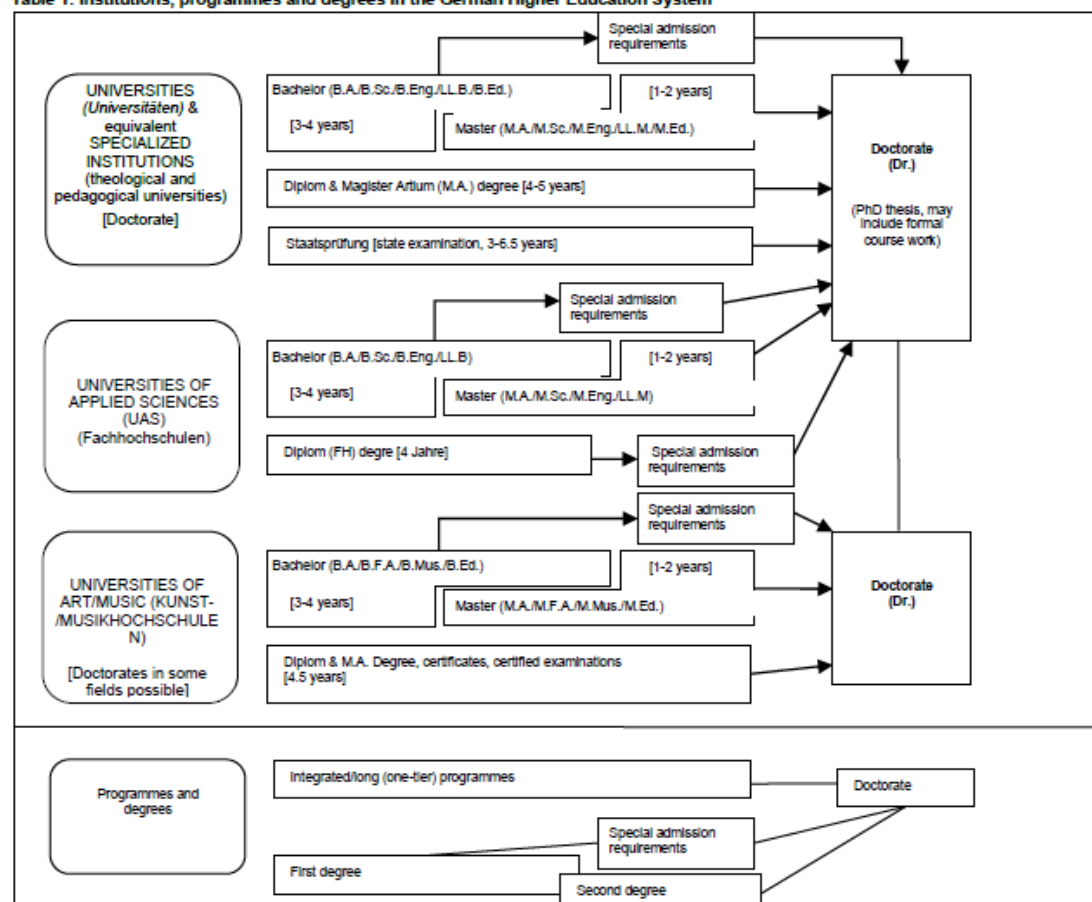 Table 1: Institutions, programmes and degrees in the German Higher Education System
Special admission
requirements
UNIVERSITIES
(Universitäten) &
equivalent
SPECIALIZED
INSTITUTIONS
(theological and
pedagogical universities)
[Doctorate]
Bachelor (B.A./B.Sc./B.Eng./LL.B./B.Ed.)
[3-4 years]
[1-2 years]
Master (M.A./M.Sc./M.Eng./LL.M./M.Ed.)
Diplom & Magister Artium (M.A.) degree [4-5 years]
Staatsprüfung [state examination, 3-6.5 years]
Doctorate
(Dr.)
(PhD thesis, may
include formal
course work)
Special admission
requirements
UNIVERSITIES OF
APPLIED SCIENCES
(UAS)
(Fachhochschulen)
Bachelor (B.A./B.Sc./B.Eng./LL.B)
[3-4 years]
[1-2 years]
Master (M.A./M.Sc./M.Eng./LL.M)
Diplom (FH) degre [4 Jahre]
Special admission
requirements
Special admission
requirements
UNIVERSITIES OF
ART/MUSIC (KUNST-
/MUSIKHOCHSCHULE
N)
[Doctorates in some
fields possible]
Bachelor (B.A./B.F.A./B.Mus./B.Ed.)
[3-4 years]
[1-2 years]
Master (M.A./M.F.A./M.Mus./M.Ed.)
Diplom & M.A. Degree, certificates, certified examinations
[4.5 years]
Doctorate
(Dr.)
Programmes and
degrees
Integrated/long (one-tier) programmes
Doctorate
Special admission
requirements
First degree
Second degree